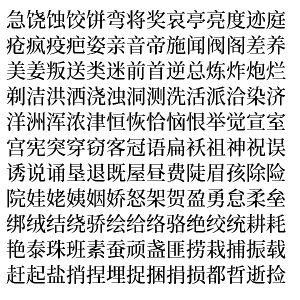 急饶蚀饺饼弯将奖哀亭亮度迹庭
疮疯疫疤姿亲音帝施闻阀阁差养
美姜叛送类迷前首逆总炼炸炮烂
剃洁洪洒浇浊洞测洗活派洽染济
洋洲浑浓津恒恢恰恼恨举觉宣室
宫宪突穿窃客冠语扁袄祖神祝误
诱说诵垦退既屋昼费陡眉孩除险
院娃姥姨姻娇怒架贺盈勇怠柔垒
绑绒结绕骄绘给络骆绝绞统耕耗
艳泰珠班素蚕顽盏匪捞栽捕振载
赶起盐捎捏埋捉捆捐损都哲逝捡